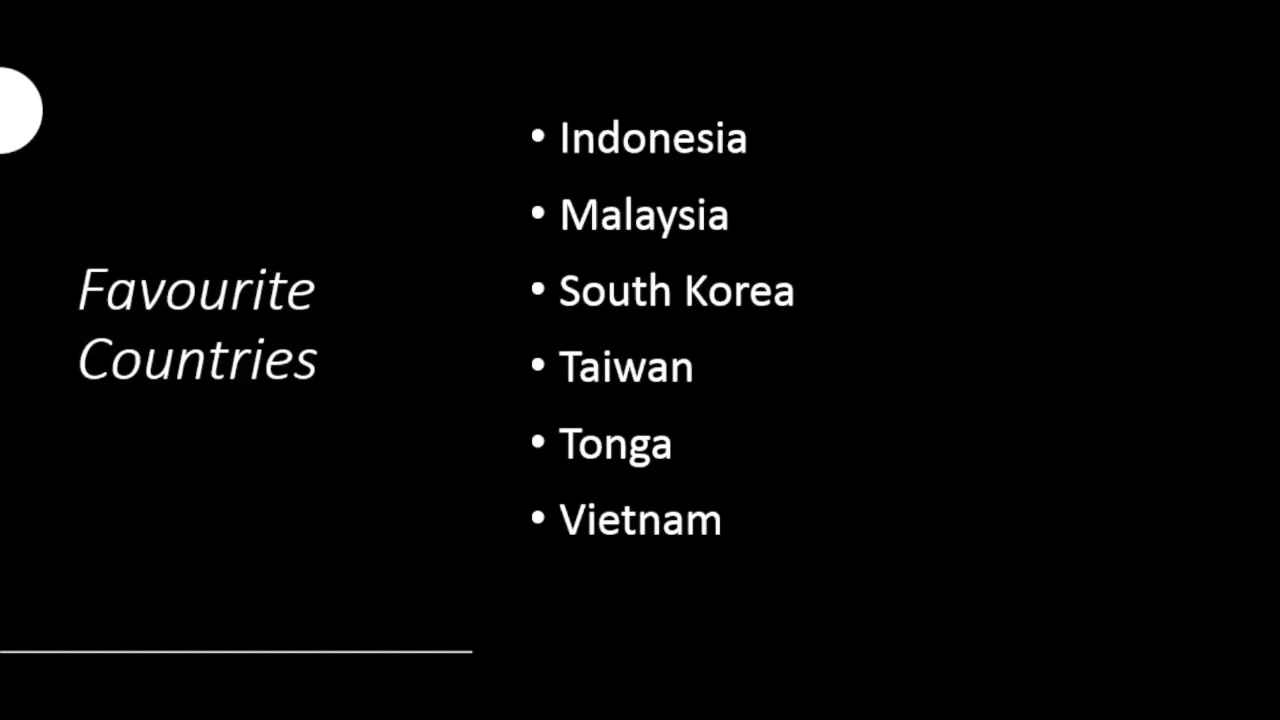 Favourite
Countries
• Indonesia
• Malaysia
• South Korea
• Taiwan
• Tonga
• Vietnam